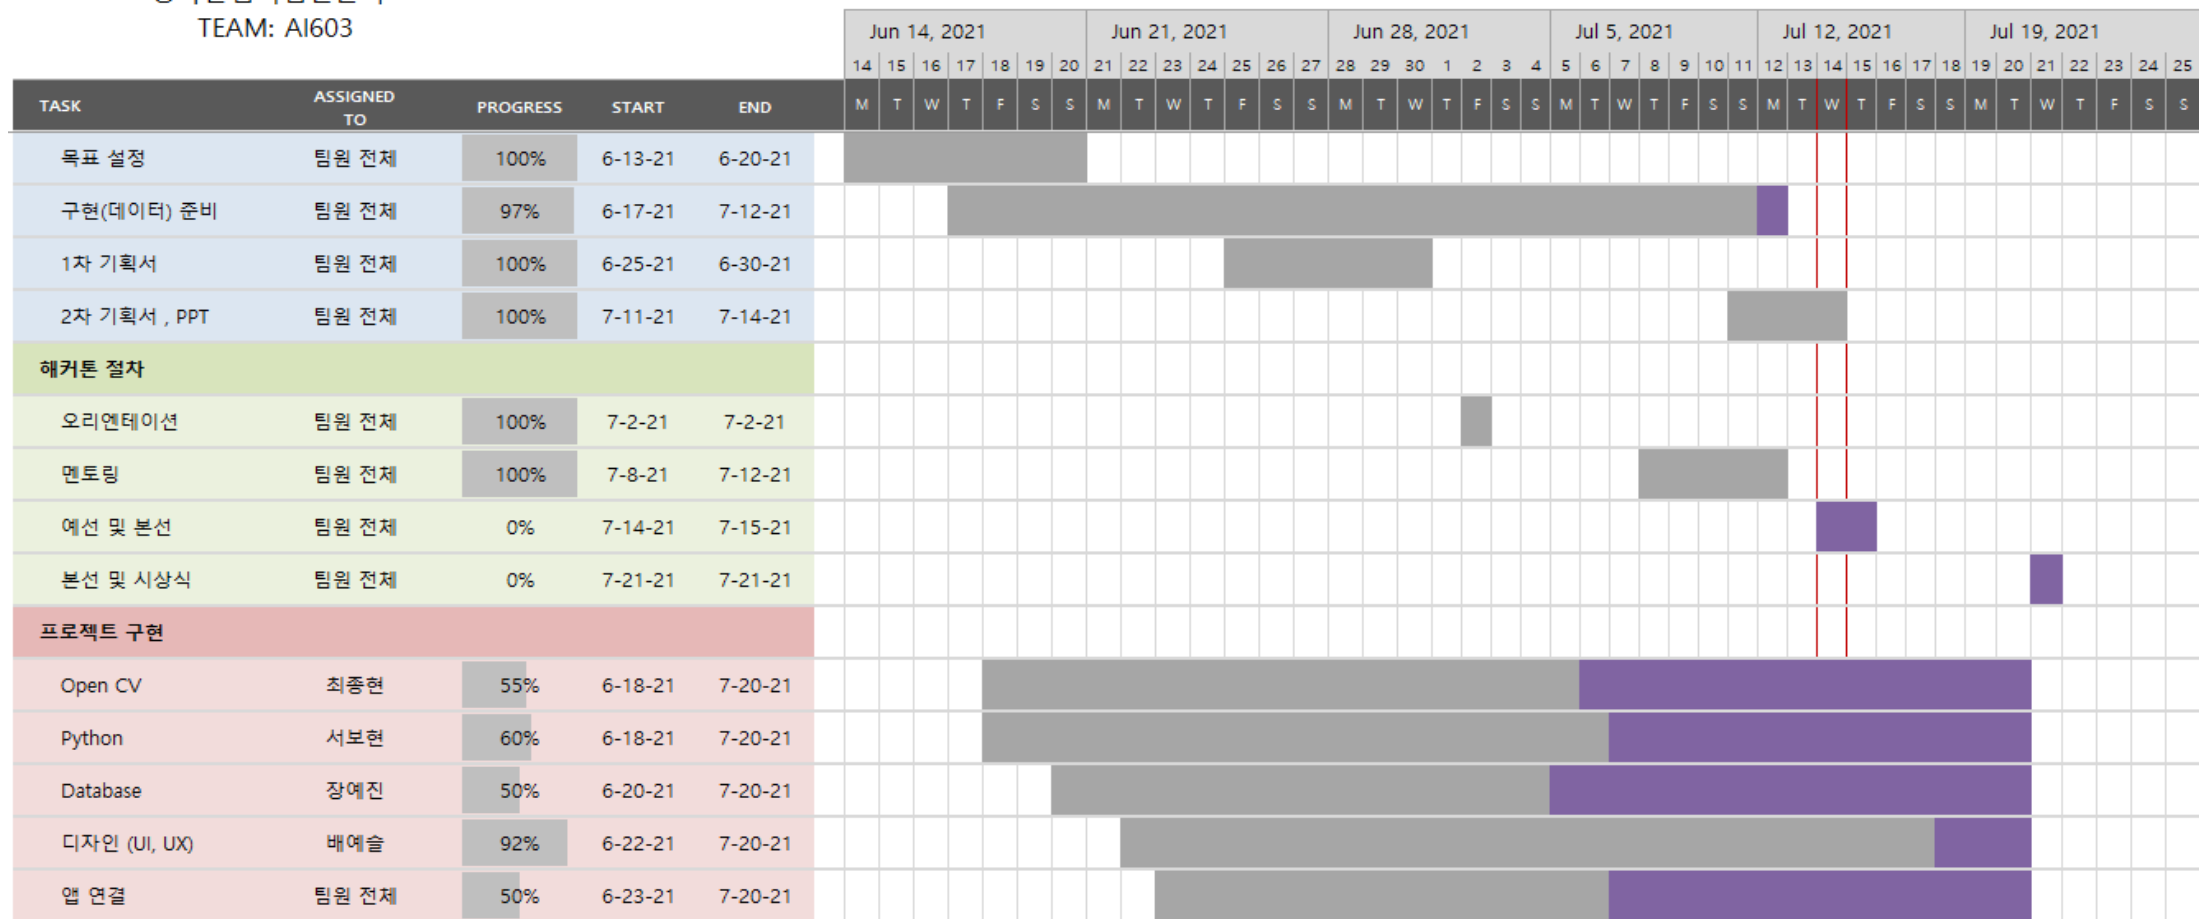 TEAM: AI603
Jun 14, 2021 Jun 21, 2021 Jun 28, 2021 Jul 5, 2021 Jul 12, 2021 Jul 19, 2021
14 15 16 17 18 19 20 21 22 23 24 25 26 27 28 29 30 1 2 3 4 5 6 7 8 9 10 11 12 13 14 15 16 17 18 19 20 21 22 23 24 25
TASK ASSIGNED TO PROGRESS START END M T W T F S S M T W T F S S M T W T F S S M T W T F S S M T W T F S S M T W T F S S
목표 설정 팀원 전체 100% 6-13-21 6-20-21
구현(데이터) 준비 팀원 전체 97% 6-17-21 7-12-21
1차 기획서 팀원 전체 100% 6-25-21 6-30-21
2차 기획서 , PPT 팀원 전체 100% 7-11-21 7-14-21
해커톤 절차
오리엔테이션 팀원 전체 100% 7-2-21 7-2-21
멘토링 팀원 전체 100% 7-8-21 7-12-21
예선 및 본선 팀원 전체 0% 7-14-21 7-15-21
본선 및 시상식 팀원 전체 0% 7-21-21 7-21-21
프로젝트 구현
Open CV 최종현 55% 6-18-21 7-20-21
Python 서보현 60% 6-18-21 7-20-21
Database 장예진 50% 6-20-21 7-20-21
디자인 (UI, UX) 배예슬 92% 6-22-21 7-20-21
앱 연결 팀원 전체 50% 6-23-21 7-20-21